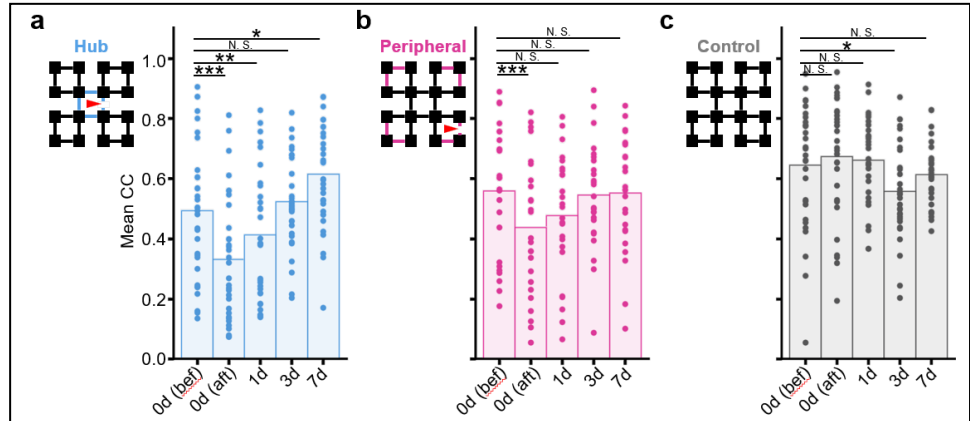 a
Hub
Mean CC
1.0
0.8
0.6
0.4
0.2
0.0
*
N. S.
**
***
0d (bef)
0d (aft)
1d
3d
7d
b
Peripheral
N. S.
N. S.
N. S.
***
0d (bef)
0d (aft)
1d
3d
7d
c
Control
N. S.
*
N. S.
N. S.
0d (bef)
0d (aft)
1d
3d
7d